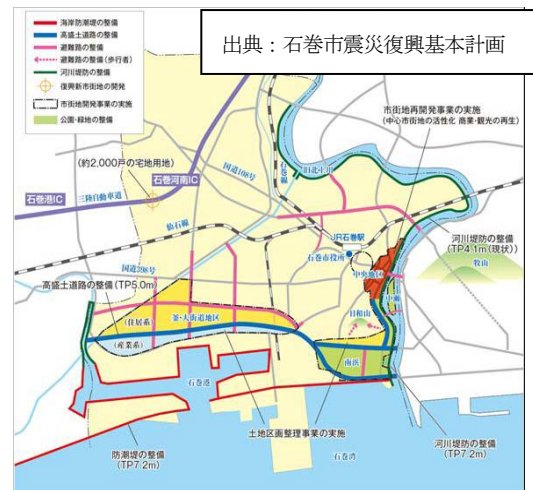 出典：石巻市震災復興基本計画
海岸防潮堤の整備
高盛土道路の整備
避難路の整備
避難路の整備(歩行者)
河川堤防の整備
復興新市街地の開発
市街地開発事業の実施
公園・緑地の整備
市街地再開発事業の実施
(中心市街地の活性化 商業・観光の再生)
(約2,000戸の宅地用地)
石巻河南IC
石巻港IC
三陸自動車道
国道108号
石巻線
旧北上川
仙石線
JR石巻駅
石巻市役所
河川堤防の整備
(TP4.1m(現状))
牧山
国道398号
中央地区
高盛土道路の整備(TP5.0m)
中瀬
(住居系)
釜・大街道地区
日和山
(産業系)
南浜
石巻港
土地区画整理事業の実施
防潮堤の整備
(TP7.2m)
河川堤防の整備
(TP7.2m)
石巻湾